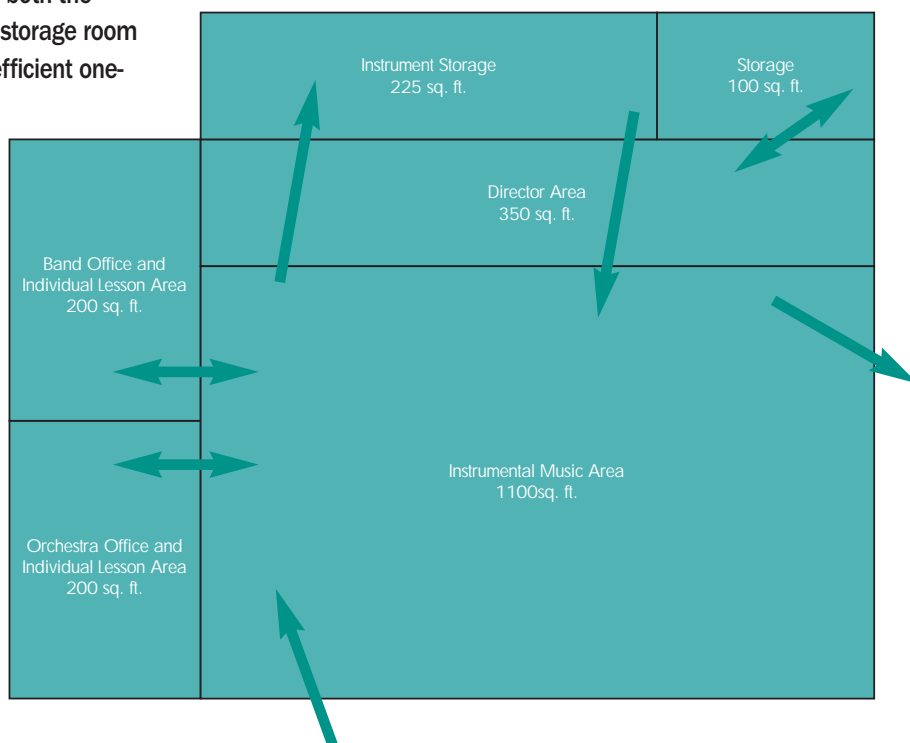 both the
storage room
efficient one-
Instrument Storage
225 sq. ft.
Storage
100 sq. ft.
Director Area
350 sq. ft.
Band Office and
Individual Lesson Area
200 sq. ft.
Instrumental Music Area
1100sq. ft.
Orchestra Office and
Individual Lesson Area
200 sq. ft.